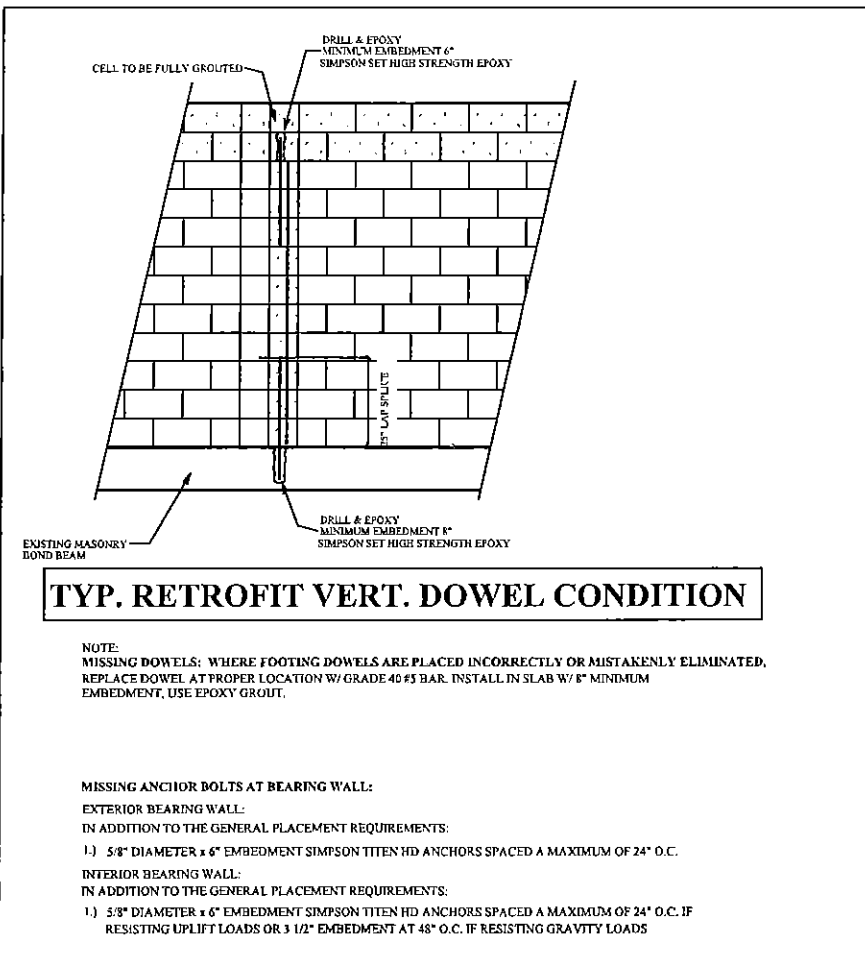 DRILL & EPOXY
MINIMUM EMBEDMENT 6"
SIMPSON SET HIGH STRENGTH EPOXY
CELL TO BE FULLY GROUTED
25" LAP SPLICE
DRILL & EPOXY
MINIMUM EMBEDMENT 8"
SIMPSON SET HIGH STRENGTH EPOXY
EXISTING MASONRY
BOND BEAM
TYP. RETROFIT VERT. DOWEL CONDITION
NOTE:
MISSING DOWELS: WHERE FOOTING DOWELS ARE PLACED INCORRECTLY OR MISTAKENLY ELIMINATED,
REPLACE DOWEL AT PROPER LOCATION W/ GRADE 40 #5 BAR. INSTALL IN SLAB W/ 8" MINIMUM
EMBEDMENT, USE EPOXY GROUT.
MISSING ANCHOR BOLTS AT BEARING WALL:
EXTERIOR BEARING WALL:
IN ADDITION TO THE GENERAL PLACEMENT REQUIREMENTS:
1.) 5/8" DIAMETER x 6" EMBEDMENT SIMPSON TITEN HD ANCHORS SPACED A MAXIMUM OF 24" O.C.
INTERIOR BEARING WALL:
IN ADDITION TO THE GENERAL PLACEMENT REQUIREMENTS:
1.) 5/8" DIAMETER x 6" EMBEDMENT SIMPSON TITEN HD ANCHORS SPACED A MAXIMUM OF 24" O.C. IF
RESISTING UPLIFT LOADS OR 3 1/2" EMBEDMENT AT 48" O.C. IF RESISTING GRAVITY LOADS